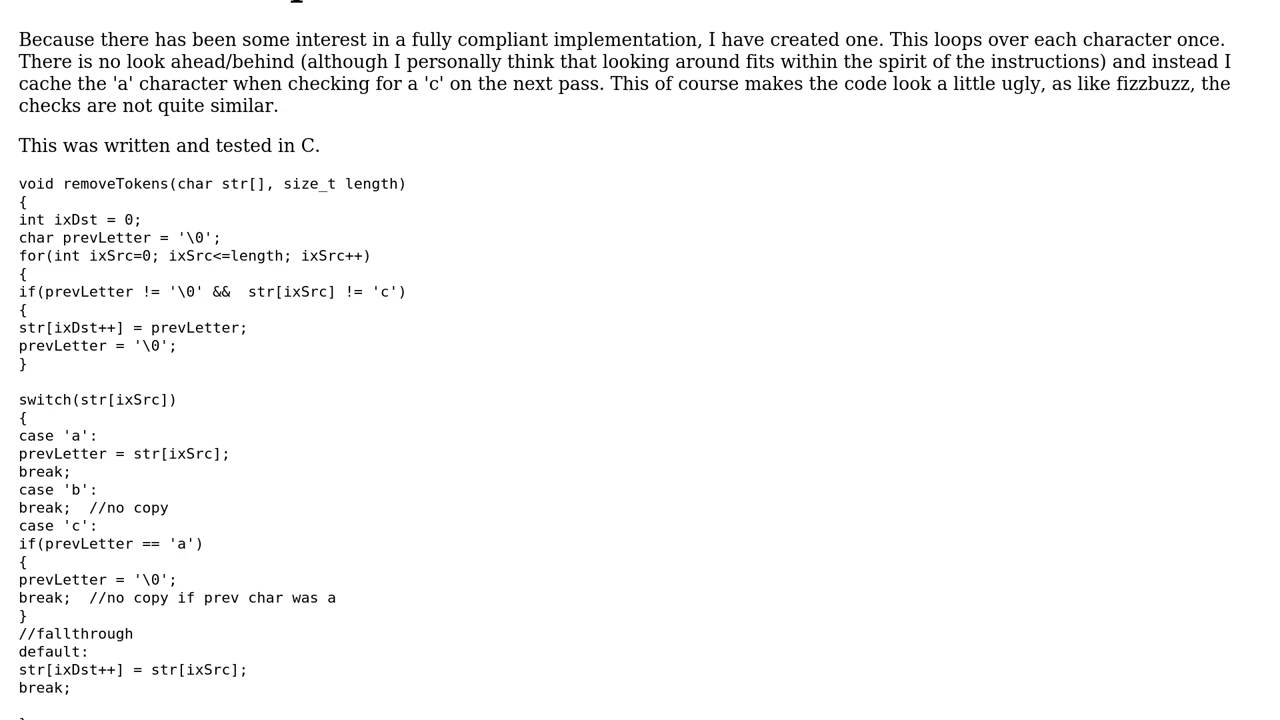 Because there has been some interest in a fully compliant implementation, I have created one. This loops over each character once.
There is no look ahead/behind (although I personally think that looking around fits within the spirit of the instructions) and instead I
cache the 'a' character when checking for a 'c' on the next pass. This of course makes the code look a little ugly, as like fizzbuzz, the
checks are not quite similar.
This was written and tested in C.
void removeTokens(char str[], size_t length)
{
int ixDst = 0;
char prevLetter = '\0';
for(int ixSrc=0; ixSrc<=length; ixSrc++)
{
if(prevLetter != '\0' &&  str[ixSrc] != 'c')
{
str[ixDst++] = prevLetter;
prevLetter = '\0';
}
switch(str[ixSrc])
{
case 'a':
prevLetter = str[ixSrc];
break;
case 'b':
break;  //no copy
case 'c':
if(prevLetter == 'a')
{
prevLetter = '\0';
break;  //no copy if prev char was a
}
//fallthrough
default:
str[ixDst++] = str[ixSrc];
break;
}